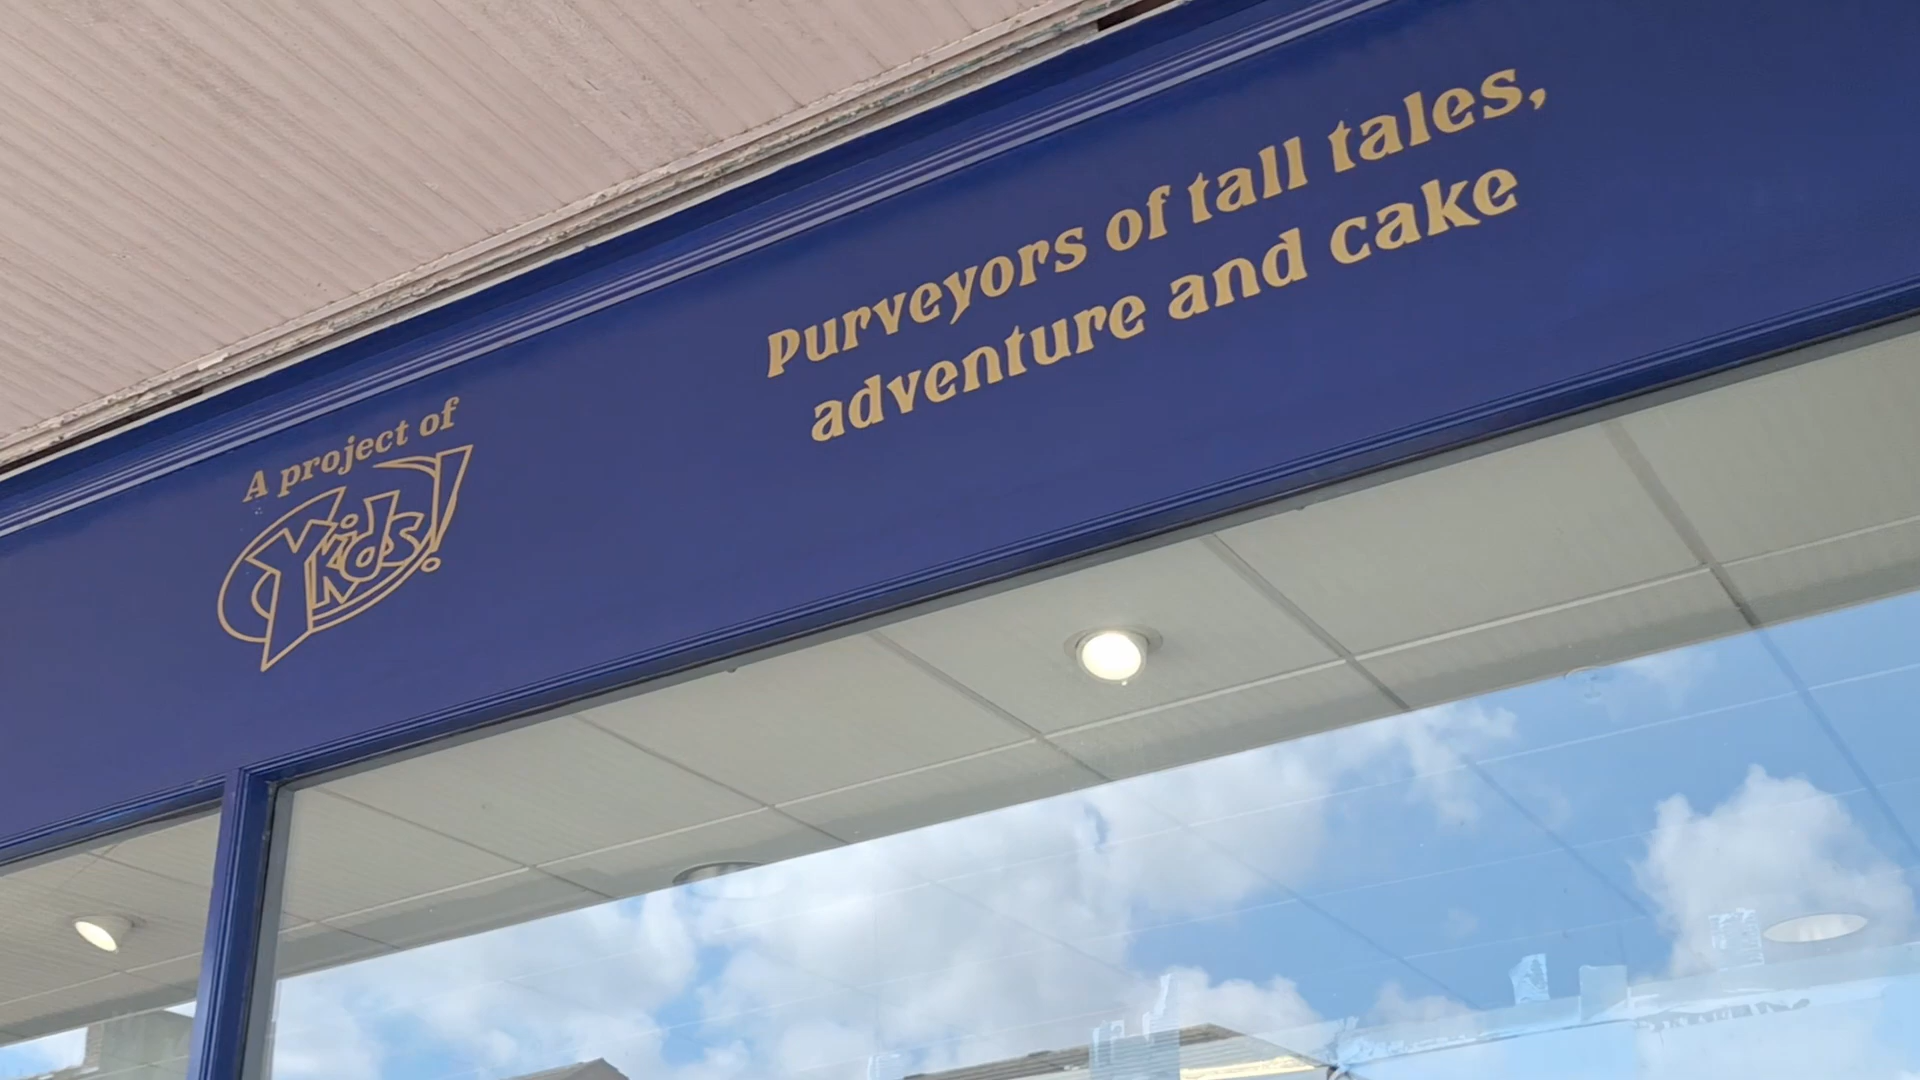 A project of
Y Kids!
Purveyors of tall tales,
adventure and cake